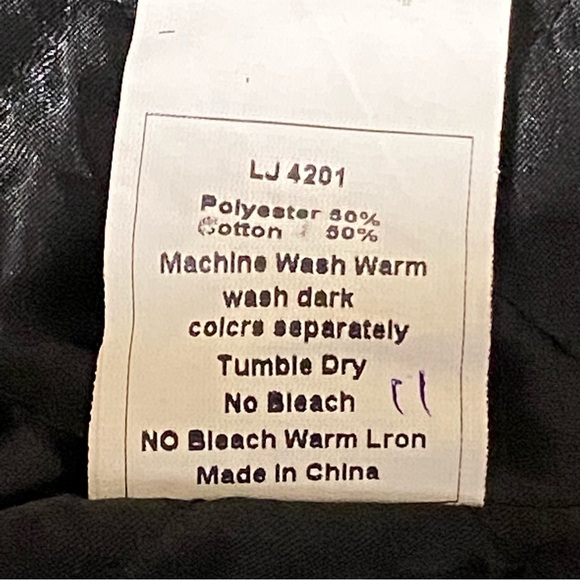 LJ 4201
Polyester 50%
Cotton 50%
Machine Wash Warm
wash dark
colcrs separately
Tumble Dry
No Bleach
NO Bleach Warm Lron
Made in China